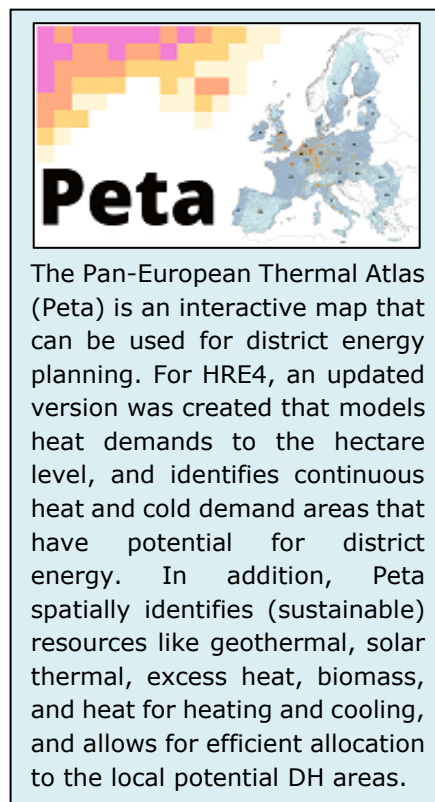 Peta
The Pan-European Thermal Atlas
(Peta) is an interactive map that
can be used for district energy
planning. For HRE4, an updated
version was created that models
heat demands to the hectare
level, and identifies continuous
heat and cold demand areas that
have potential for district
energy. In addition, Peta
spatially identifies (sustainable)
resources like geothermal, solar
thermal, excess heat, biomass,
and heat for heating and cooling,
and allows for efficient allocation
to the local potential DH areas.